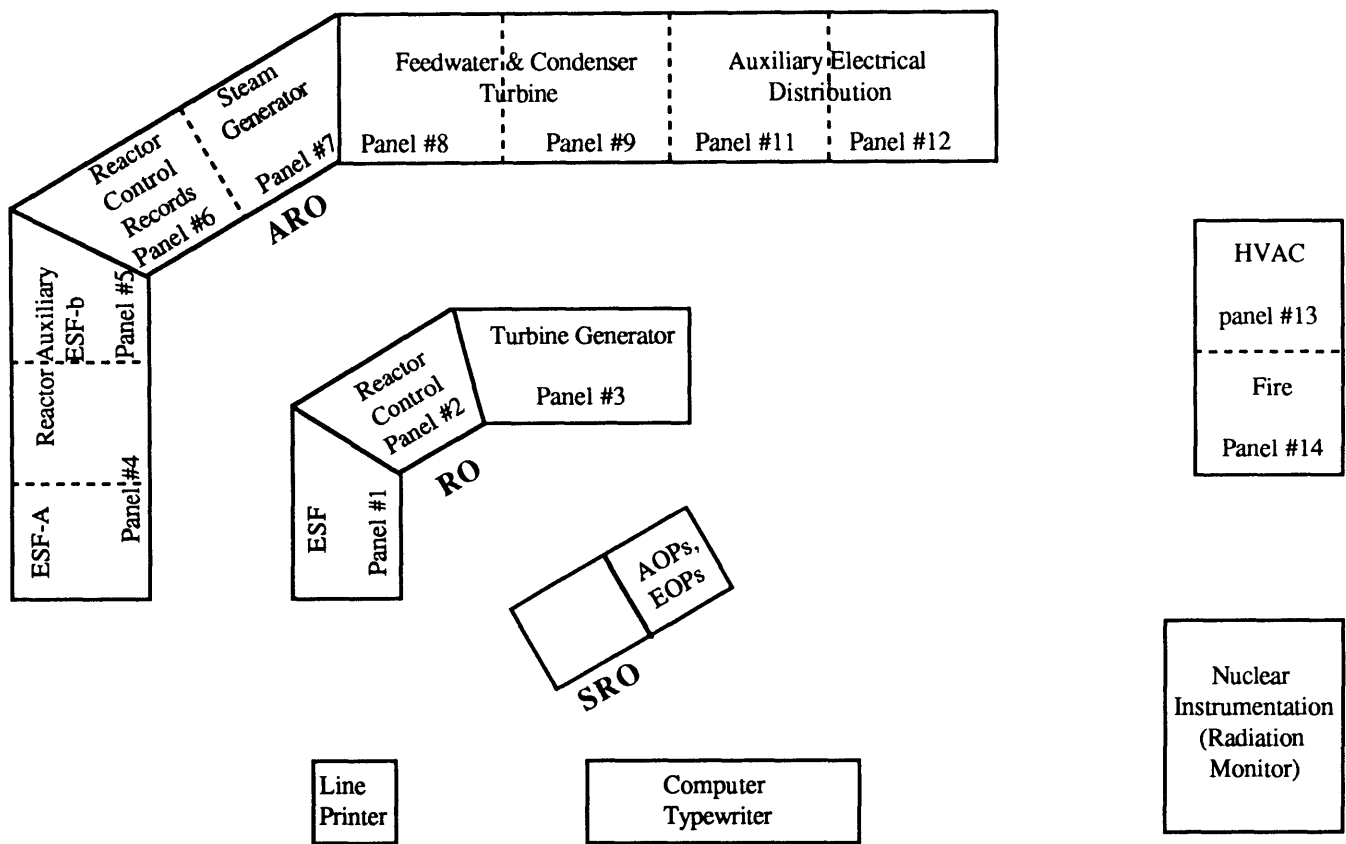 Feedwater & Condenser
Turbine
Panel #8
Panel #9
Auxiliary Electrical
Distribution
Panel #11
Panel #12
Steam
Generator
Panel #7
Reactor
Control
Records
Panel #6
ARO
Reactor Auxiliary
ESF-b
Panel #5
ESF-A
Panel #4
Reactor
Control
Panel #2
Turbine Generator
Panel #3
RO
ESF
Panel #1
HVAC
panel #13
Fire
Panel #14
AOPs,
EOPs
SRO
Nuclear
Instrumentation
(Radiation
Monitor)
Line
Printer
Computer
Typewriter